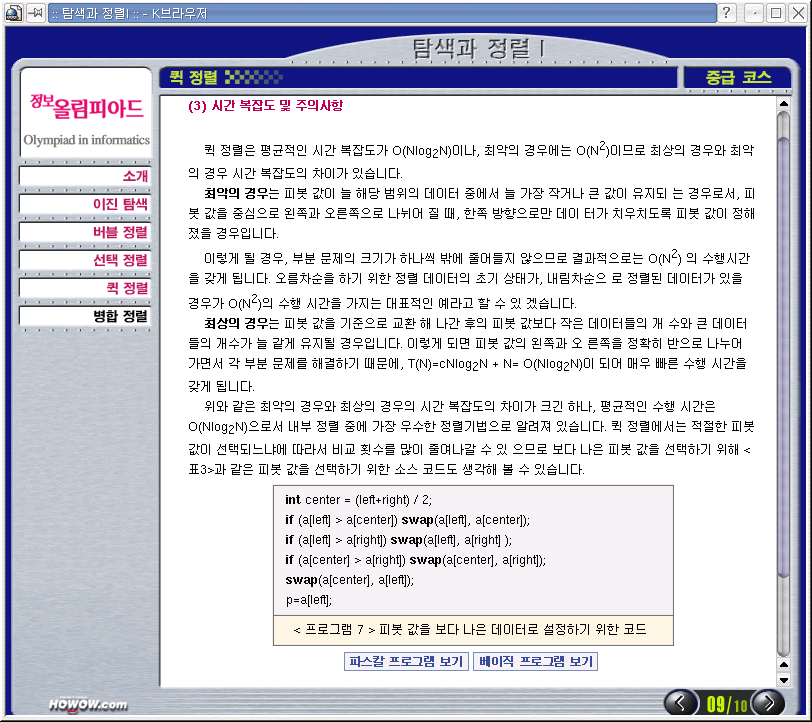 :: 탐색과 정렬Ⅰ :: - K브라우저
탐색과 정렬Ⅰ
정보올림피아드
Olympiad in informatics
소개
이진 탐색
버블 정렬
선택 정렬
퀵 정렬
병합 정렬
퀵 정렬
중급 코스
(3) 시간 복잡도 및 주의사항
퀵 정렬은 평균적인 시간 복잡도가 O(Nlog₂N)이나, 최악의 경우에는 O(N²)이므로 최상의 경우와 최악
의 경우 시간 복잡도의 차이가 있습니다.
최악의 경우는 피봇 값이 늘 해당 범위의 데이터 중에서 늘 가장 작거나 큰 값이 유지되 는 경우로서, 피
봇 값을 중심으로 왼쪽과 오른쪽으로 나뉘어 질 때, 한쪽 방향으로만 데이 터가 치우치도록 피봇 값이 정해
졌을 경우입니다.
이렇게 될 경우, 부분 문제의 크기가 하나씩 밖에 줄어들지 않으므로 결과적으로는 O(N²) 의 수행시간
을 갖게 됩니다. 오름차순을 하기 위한 정렬 데이터의 초기 상태가, 내림차순으 로 정렬된 데이터가 있을
경우가 O(N²)의 수행 시간을 가지는 대표적인 예라고 할 수 있 겠습니다.
최상의 경우는 피봇 값을 기준으로 교환 해 나간 후의 피봇 값보다 작은 데이터들의 개 수와 큰 데이터
들의 개수가 늘 같게 유지될 경우입니다. 이렇게 되면 피봇 값의 왼쪽과 오 른쪽을 정확히 반으로 나누어
가면서 각 부분 문제를 해결하기 때문에, T(N)=cNlog₂N + N= O(Nlog₂N)이 되어 매우 빠른 수행 시간을
갖게 됩니다.
위와 같은 최악의 경우와 최상의 경우의 시간 복잡도의 차이가 크긴 하나, 평균적인 수행 시간은
O(Nlog₂N)으로서 내부 정렬 중에 가장 우수한 정렬기법으로 알려져 있습니다. 퀵 정렬에서는 적절한 피봇
값이 선택되느냐에 따라서 비교 횟수를 많이 줄여나갈 수 있 으므로 보다 나은 피봇 값을 선택하기 위해 <
표3>과 같은 피봇 값을 선택하기 위한 소스 코드도 생각해 볼 수 있습니다.
int center = (left+right) / 2;
if (a[left] > a[center]) swap(a[left], a[center]);
if (a[left] > a[right]) swap(a[left], a[right] );
if (a[center] > a[right]) swap(a[center], a[right]);
swap(a[center], a[left]);
p=a[left];
< 프로그램 7 > 피봇 값을 보다 나은 데이터로 설정하기 위한 코드
파스칼 프로그램 보기
베이직 프로그램 보기
HOWOW.com
09/10